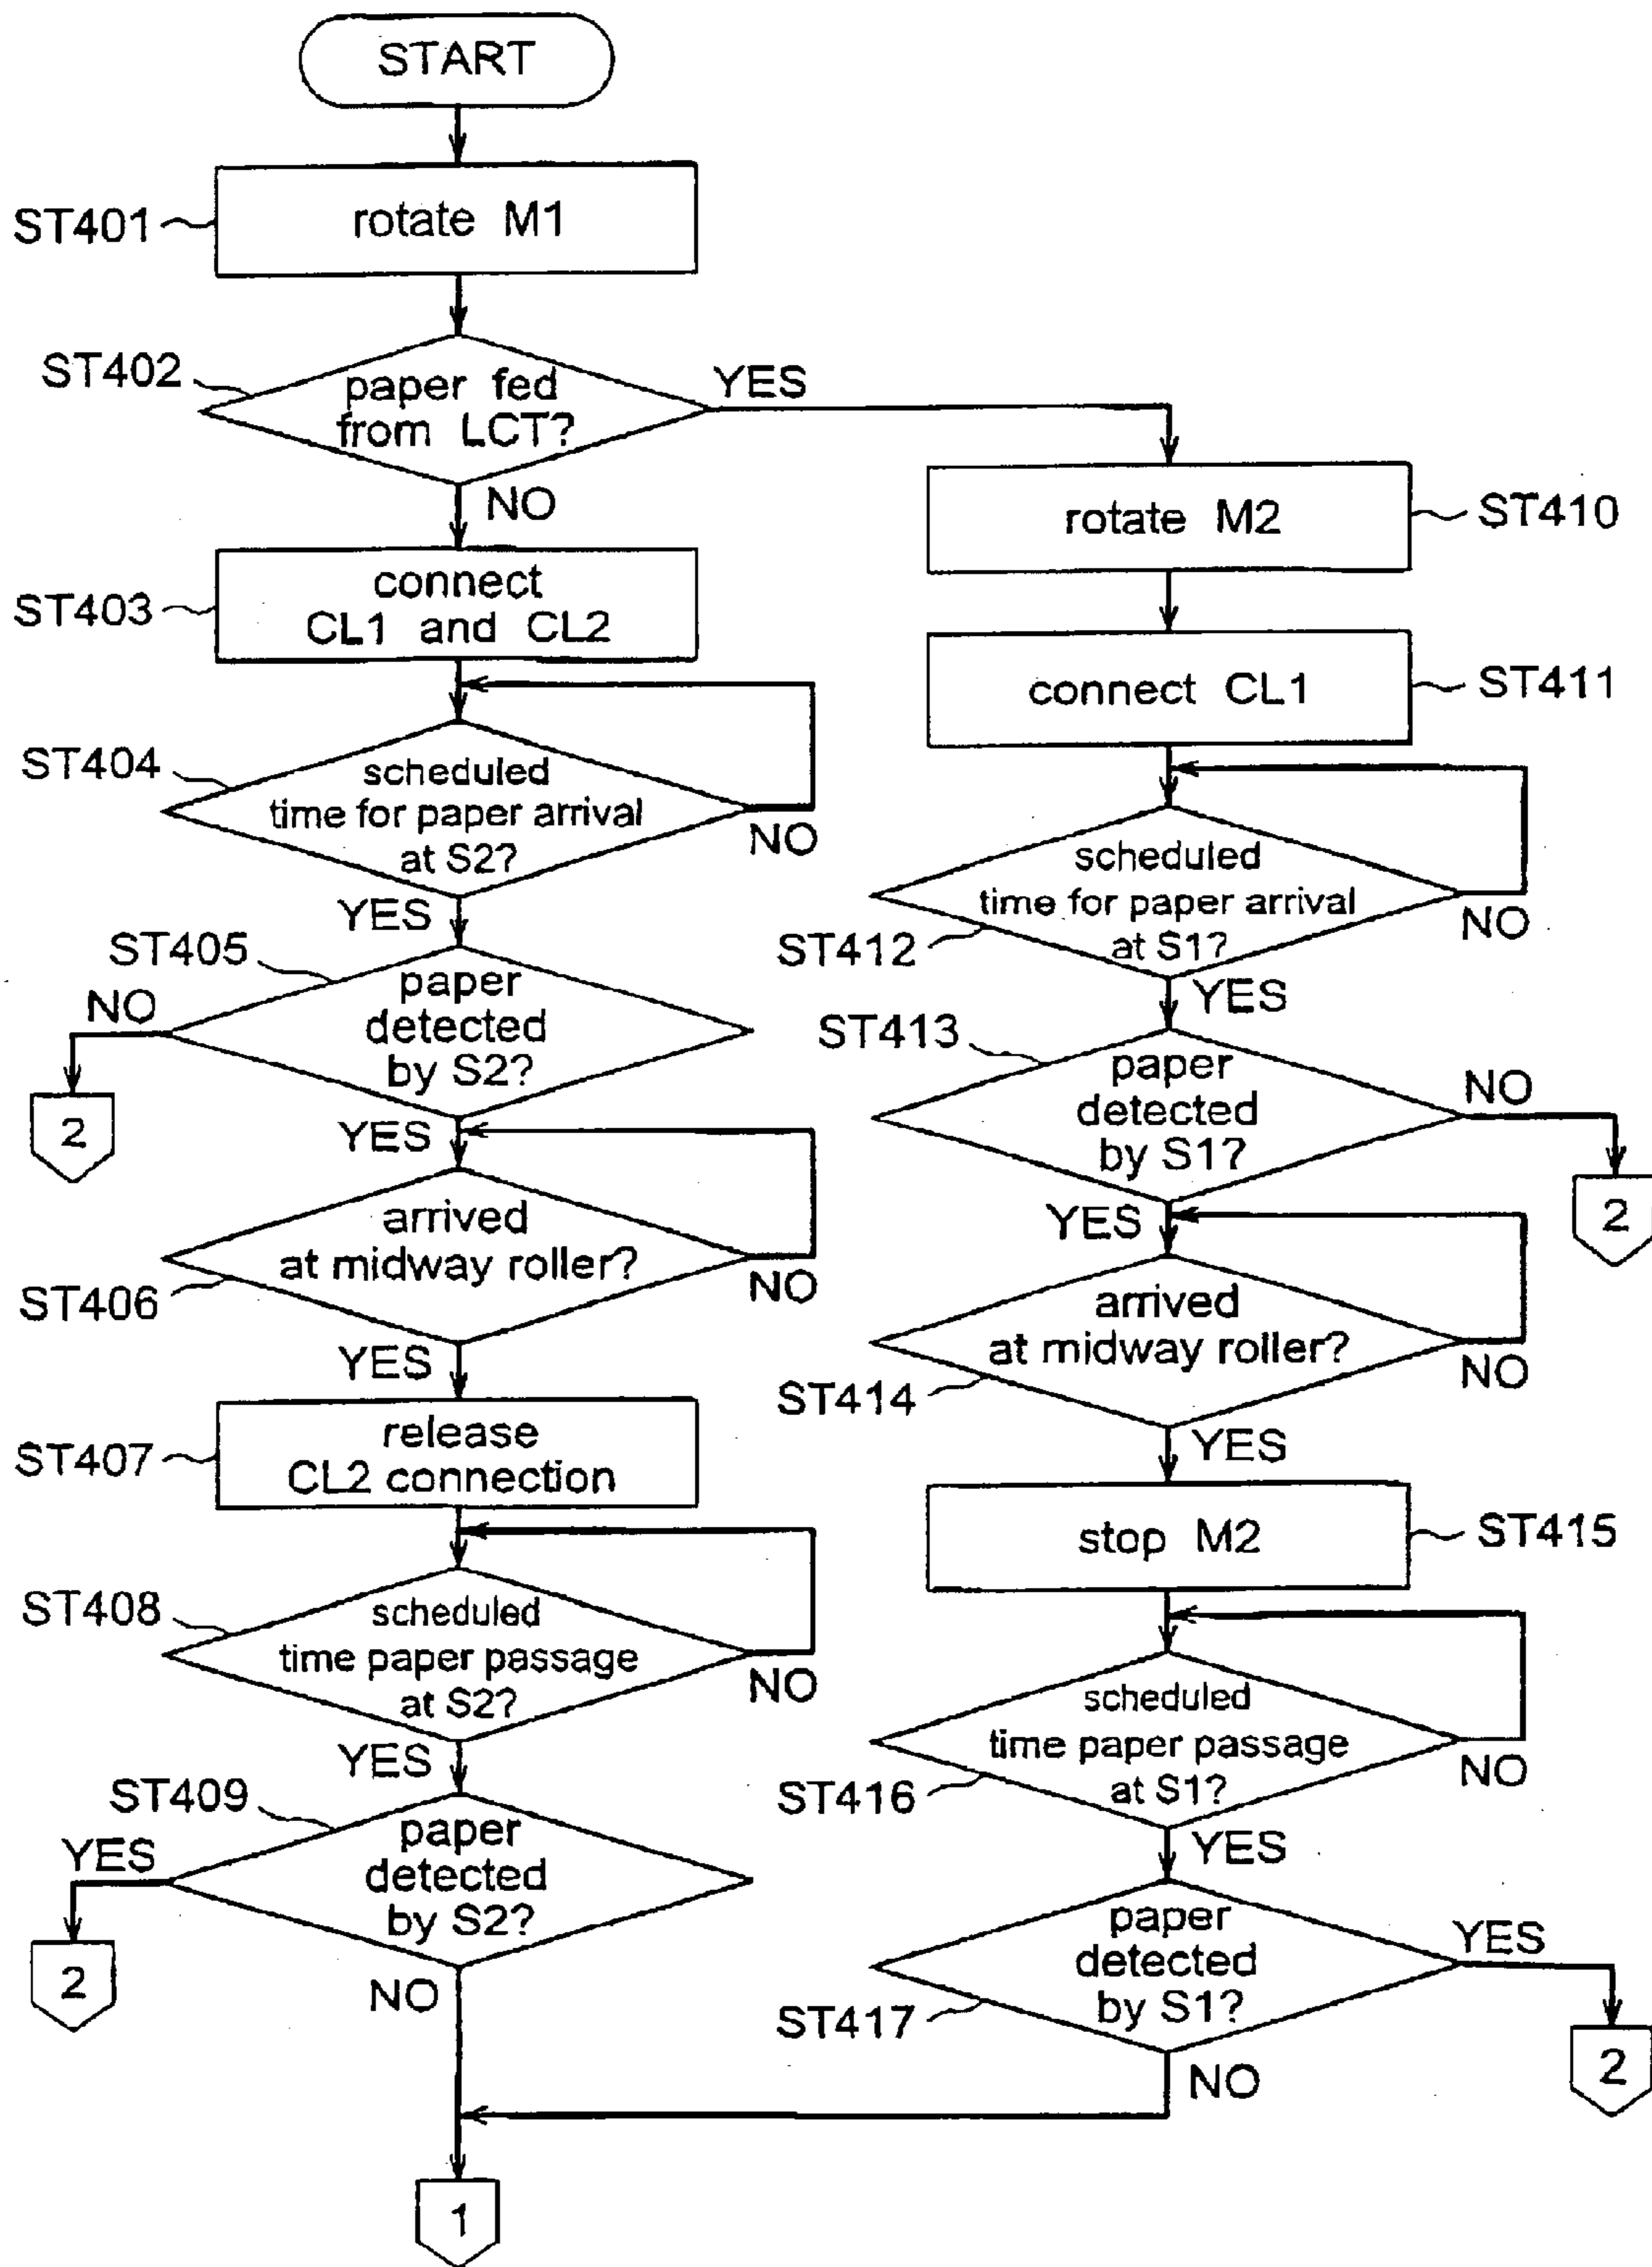 START
ST401
rotate M1
ST402
paper fed
from LCT?
YES
NO
ST403
connect
CL1 and CL2
ST404
scheduled
time for paper arrival
at S2?
NO
YES
ST405
paper
detected
by S2?
NO
2
YES
arrived
at midway roller?
NO
ST406
YES
ST407
release
CL2 connection
ST408
scheduled
time paper passage
at S2?
NO
YES
ST409
paper
detected
by S2?
YES
2
NO
rotate M2
ST410
connect CL1
ST411
scheduled
time for paper arrival
at S1?
NO
ST412
YES
ST413
paper
detected
by S1?
NO
2
YES
arrived
at midway roller?
NO
ST414
YES
stop M2
ST415
scheduled
time paper passage
at S1?
NO
ST416
YES
paper
detected
by S1?
YES
2
ST417
NO
1